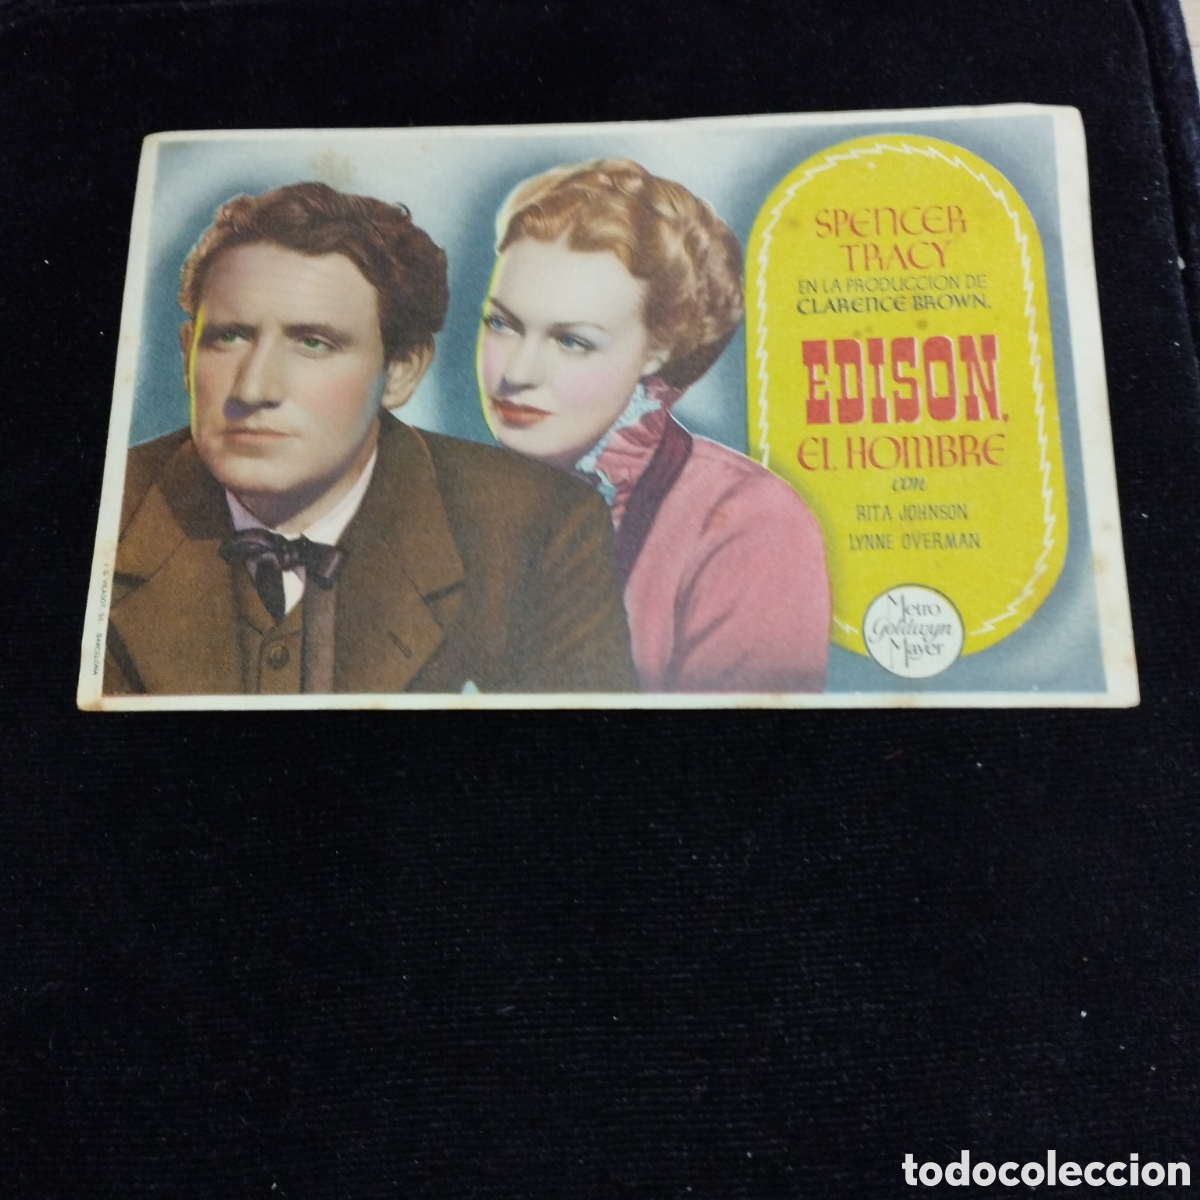 SPENCER
TRACY
EN LA PRODUCCION DE
CLARENCE BROWN.
EDISON,
EL HOMBRE
con
RITA JOHNSON
LYNNE OVERMAN
Metro
Goldwyn
Mayer
BARCELONA
todocoleccion